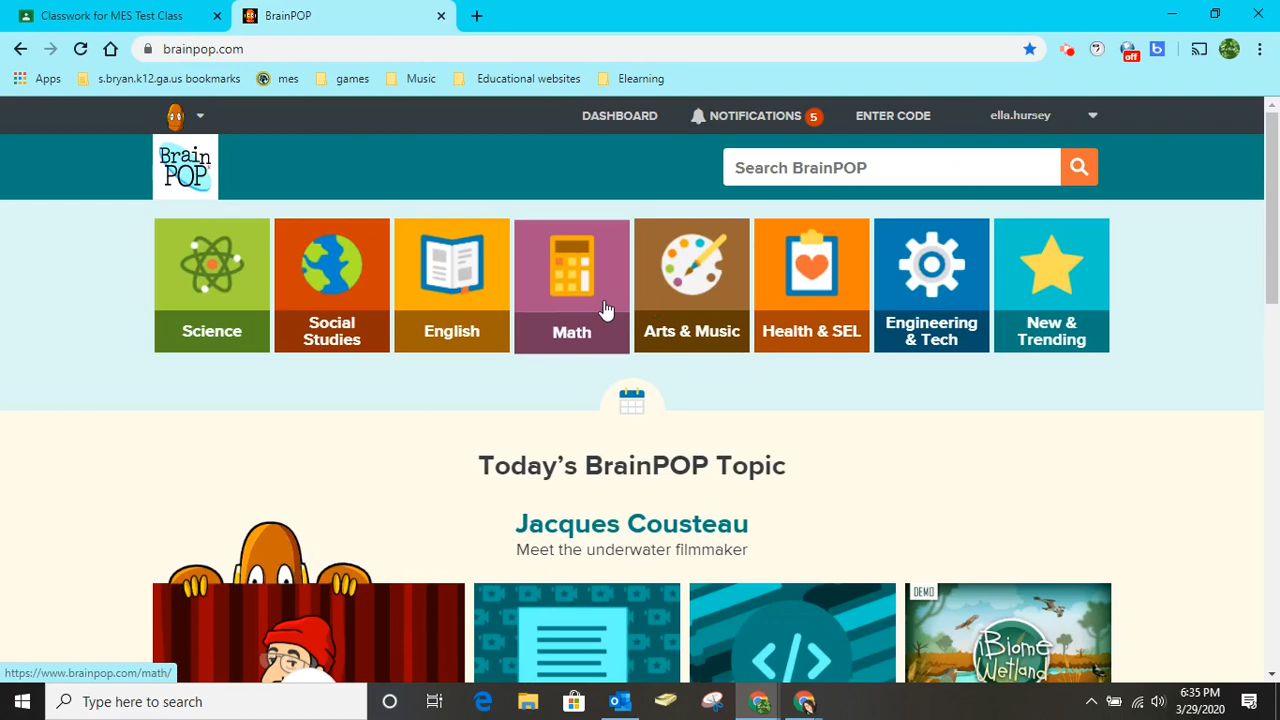 Classwork for MES Test Class
BrainPOP
brainpop.com
off
Apps
s.bryan.k12.ga.us bookmarks
mes
games
Music
Educational websites
Elearning
DASHBOARD
NOTIFICATIONS 5
ENTER CODE
ella.hursey
Brain
POP
Search BrainPOP
Science
Social
Studies
English
Math
Arts & Music
Health & SEL
Engineering
& Tech
New &
Trending
Today's BrainPOP Topic
Jacques Cousteau
Meet the underwater filmmaker
</>
DEMO
iBiome
Wetland
https://www.brainpop.com/math/
Type here to search
6:35 PM
3/29/2020